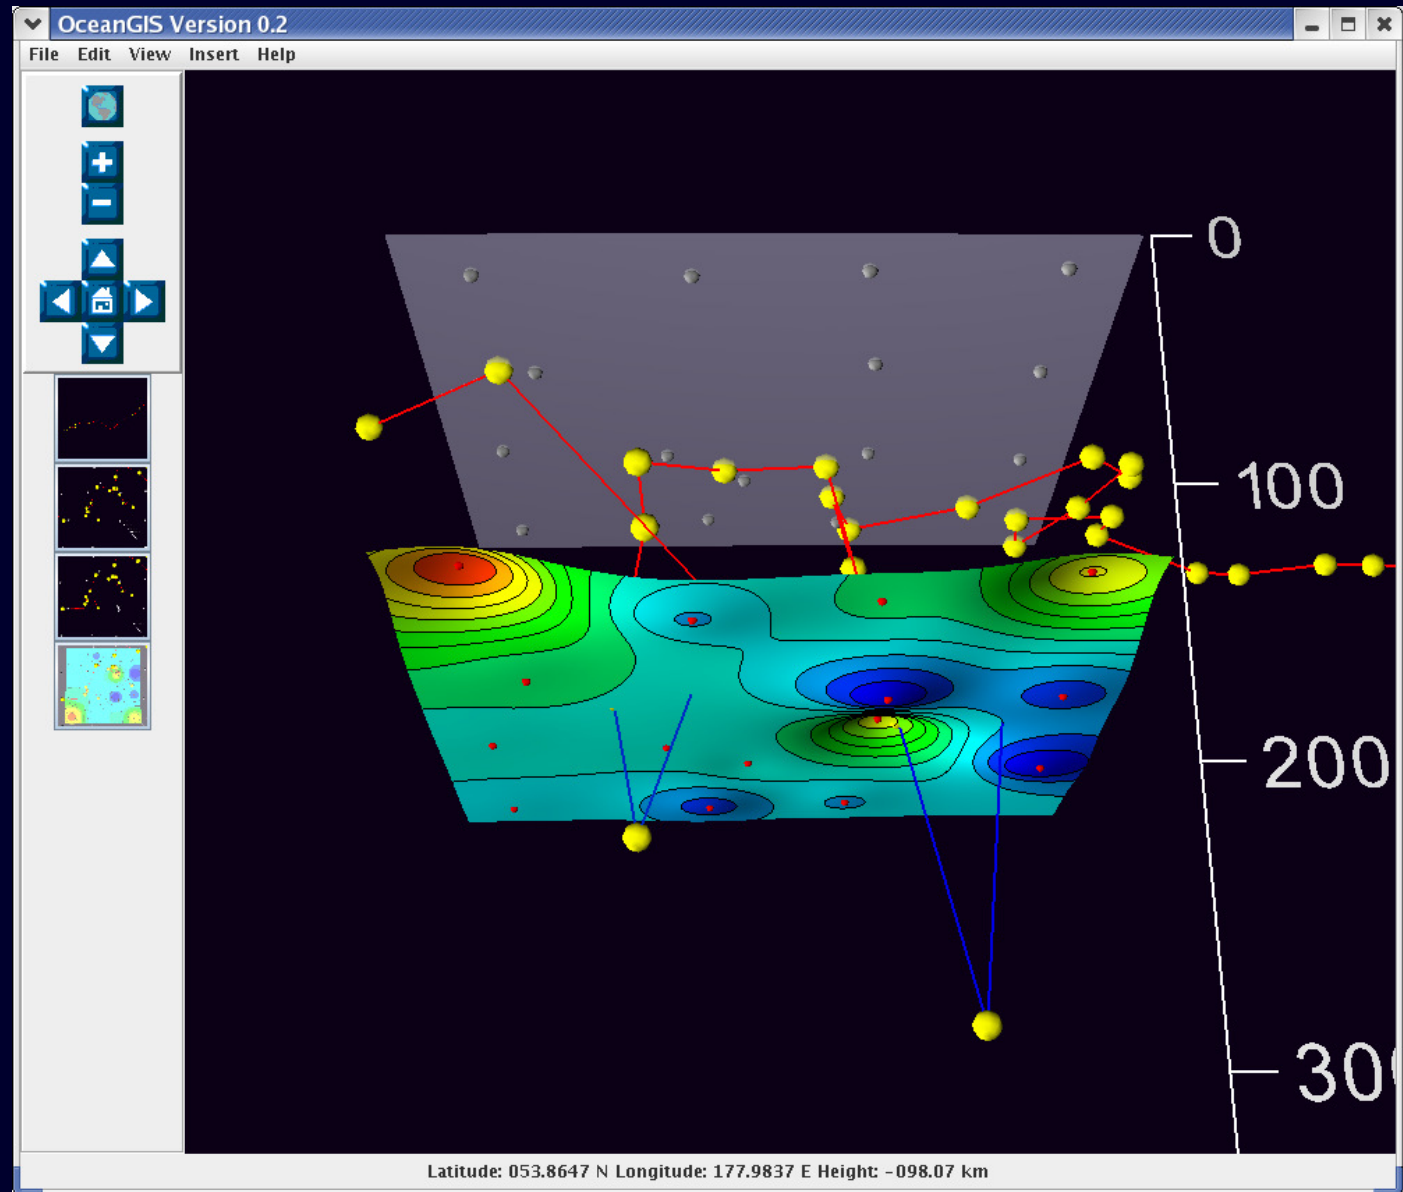 OceanGIS Version 0.2
File Edit View Insert Help
0
100
200
300
Latitude: 053.8647 N Longitude: 177.9837 E Height: -098.07 km